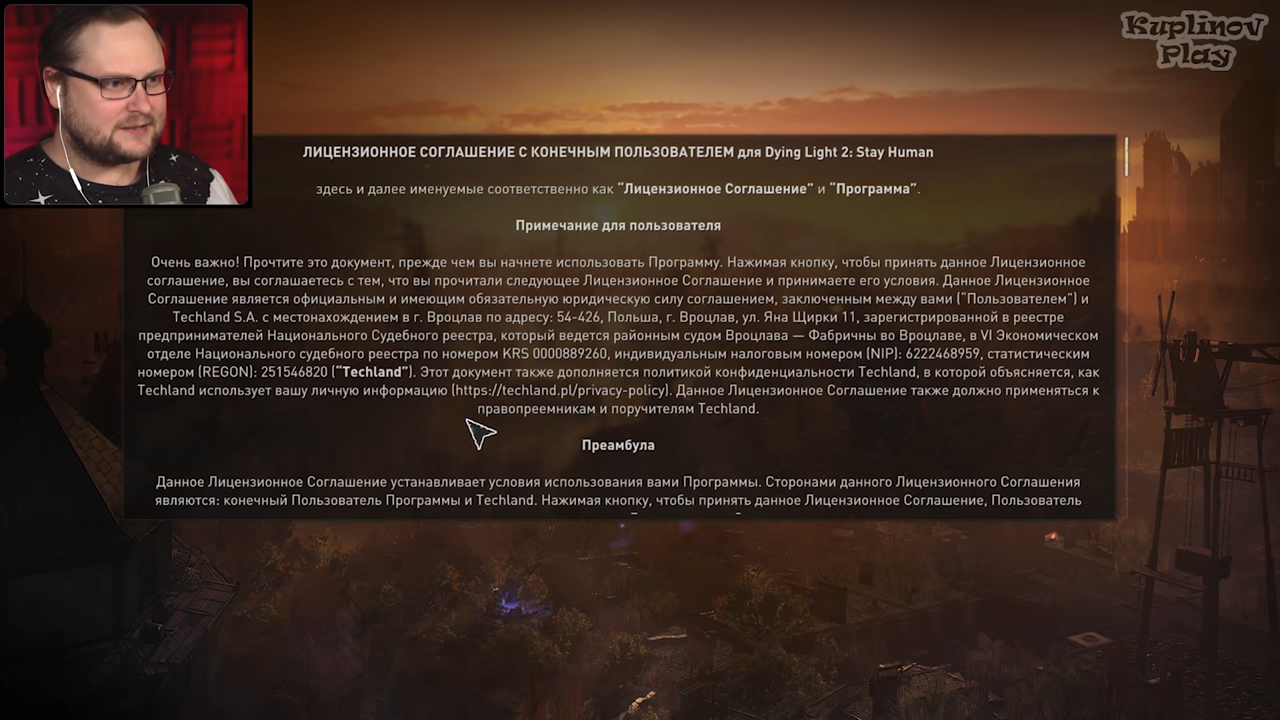 Kuplinov
Play
ЛИЦЕНЗИОННОЕ СОГЛАШЕНИЕ С КОНЕЧНЫМ ПОЛЬЗОВАТЕЛЕМ для Dying Light 2: Stay Human
здесь и далее именуемые соответственно как “Лицензионное Соглашение” и “Программа”.
Примечание для пользователя
Очень важно! Прочтите это документ, прежде чем вы начнете использовать Программу. Нажимая кнопку, чтобы принять данное Лицензионное
соглашение, вы соглашаетесь с тем, что вы прочитали следующее Лицензионное Соглашение и принимаете его условия. Данное Лицензионное
Соглашение является официальным и имеющим обязательную юридическую силу соглашением, заключенным между вами (“Пользователем”) и
Techland S.A. с местонахождением в г. Вроцлав по адресу: 54-426, Польша, г. Вроцлав, ул. Яна Щирки 11, зарегистрированной в реестре
предпринимателей Национального Судебного реестра, который ведется районным судом Вроцлава — Фабричны во Вроцлаве, в VI Экономическом
отделе Национального судебного реестра по номером KRS 0000889260, индивидуальным налоговым номером (NIP): 6222468959, статистическим
номером (REGON): 251546820 (“Techland”). Этот документ также дополняется политикой конфиденциальности Techland, в которой объясняется, как
Techland использует вашу личную информацию [https://techland.pl/privacy-policy]. Данное Лицензионное Соглашение также должно применяться к
правопреемникам и поручителям Techland.
Преамбула
Данное Лицензионное Соглашение устанавливает условия использования вами Программы. Сторонами данного Лицензионного Соглашения
являются: конечный Пользователь Программы и Techland. Нажимая кнопку, чтобы принять данное Лицензионное Соглашение, Пользователь